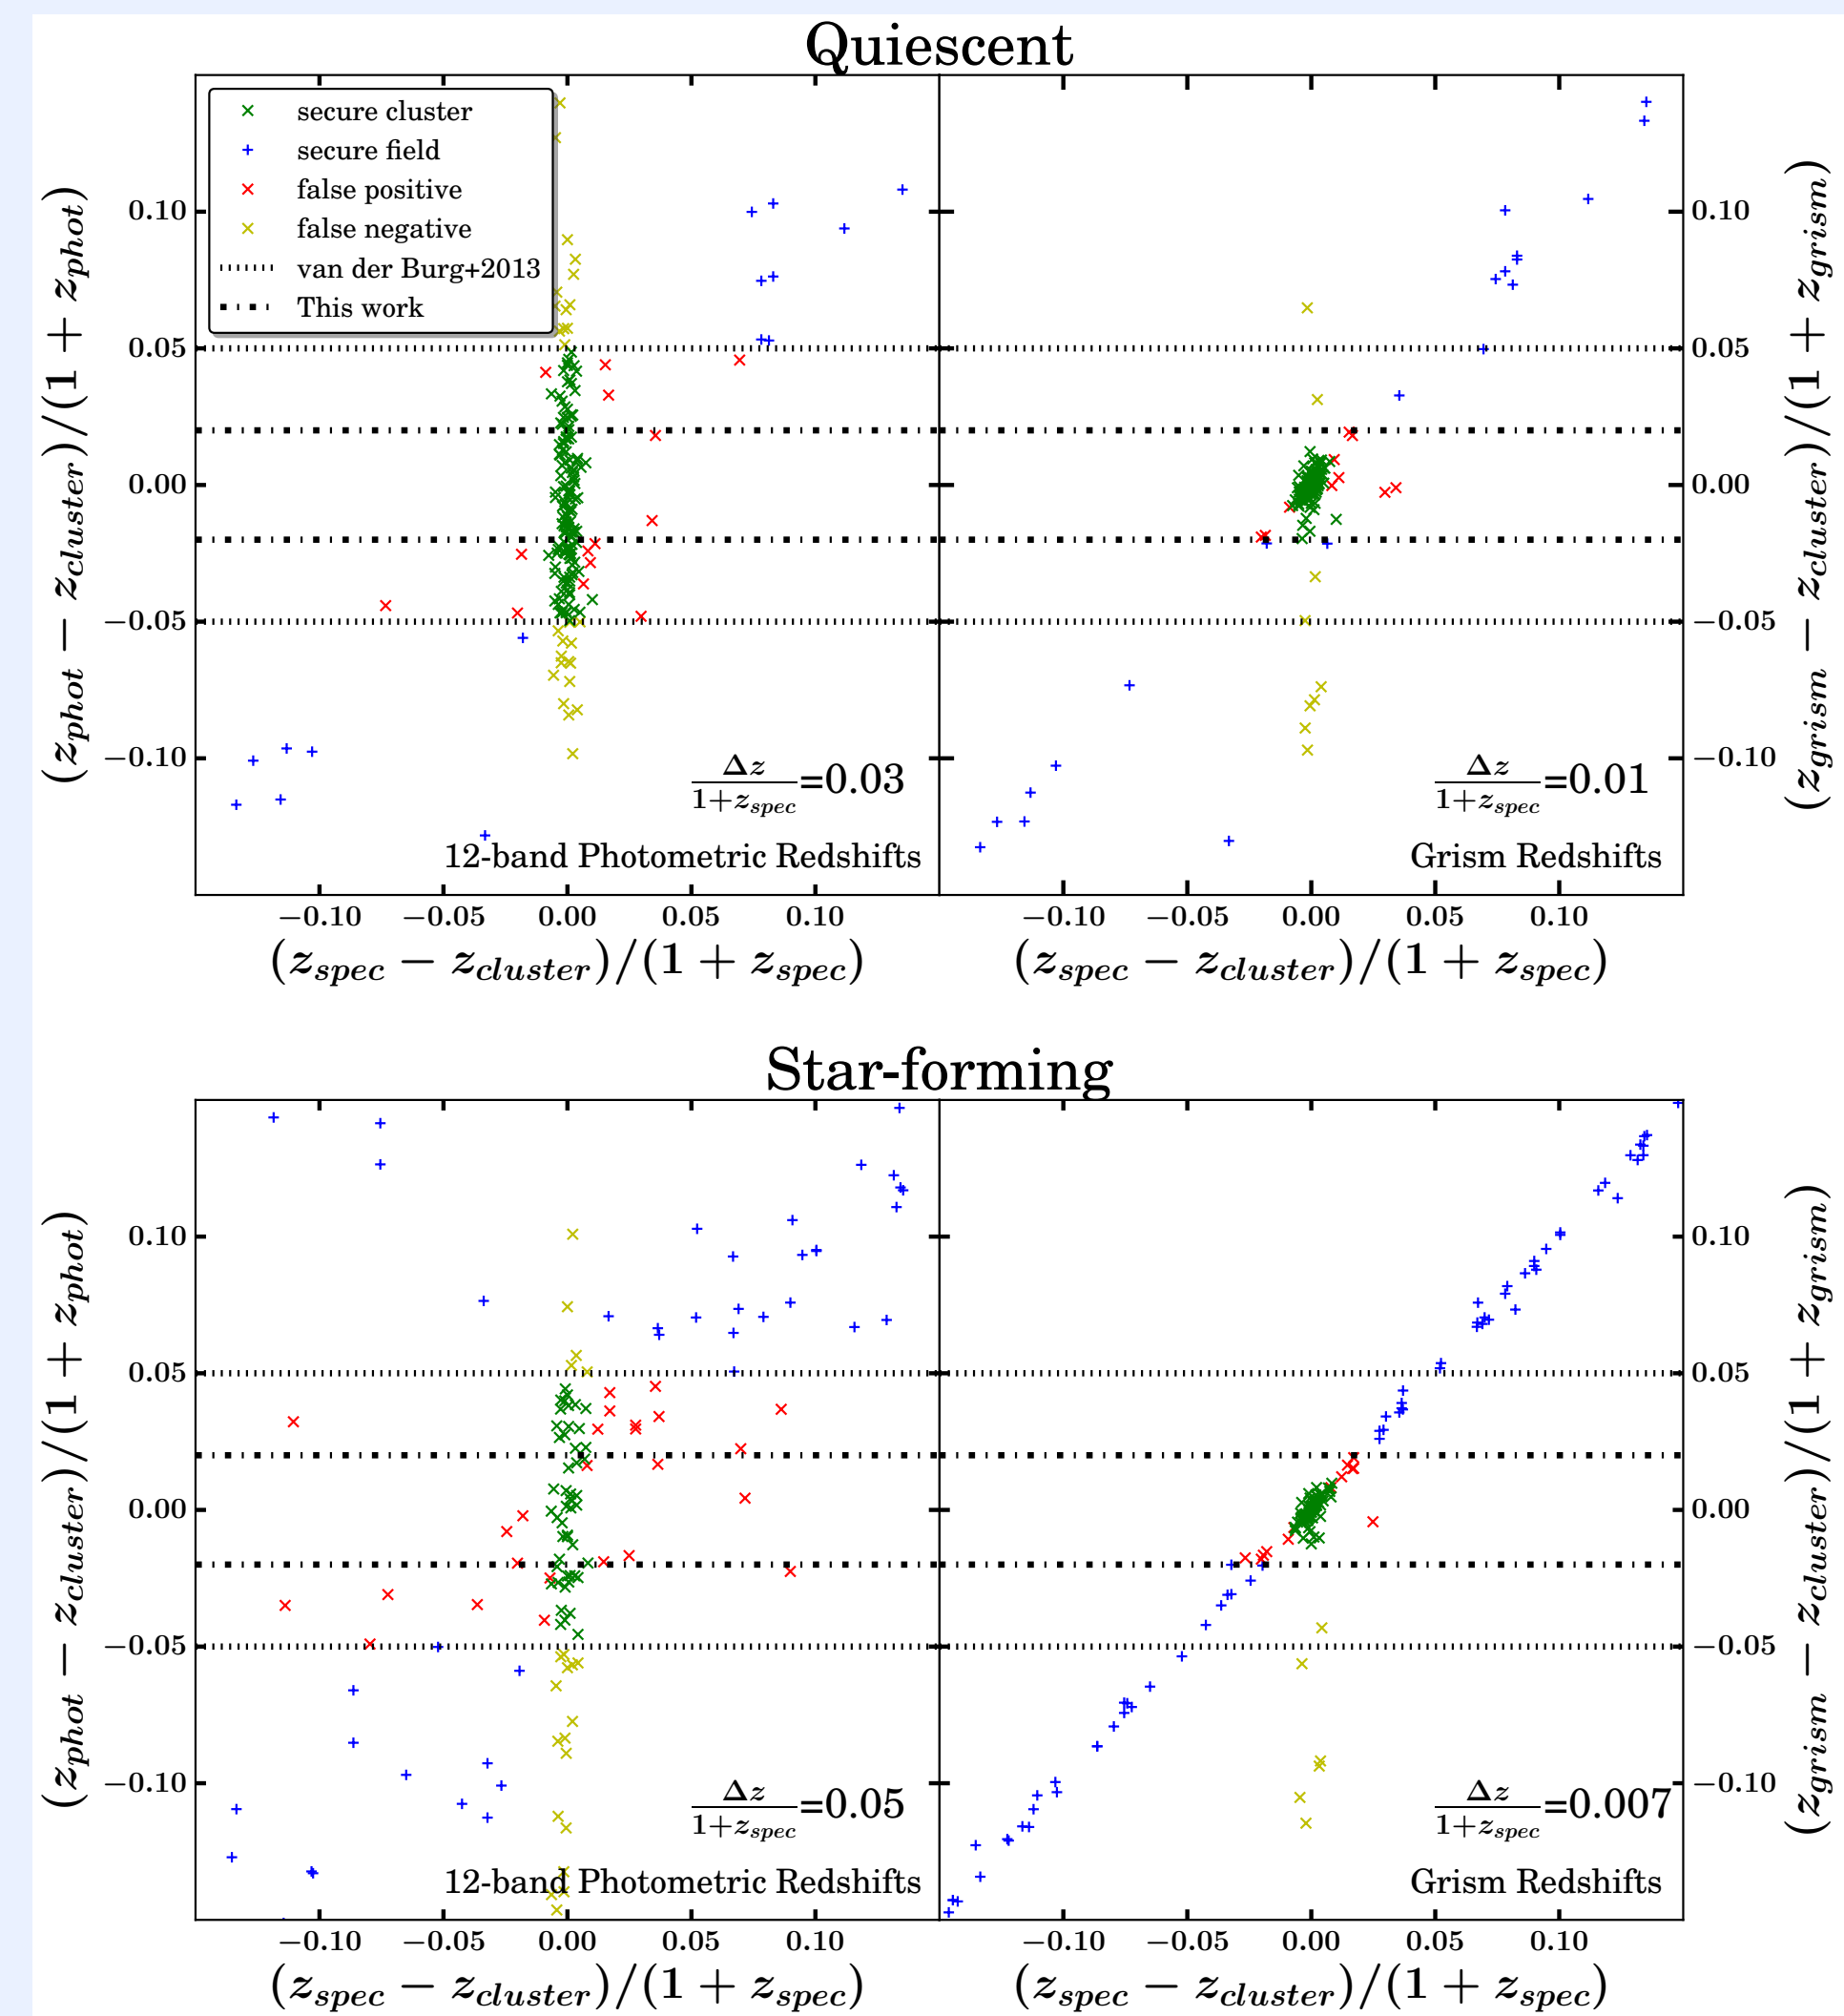 Quiescent
secure cluster
secure field
false positive
false negative
van der Burg+2013
This work
(z_phot − z_cluster)/(1 + z_phot)
0.10
0.05
0.00
−0.05
−0.10
Δz/(1+z_spec)=0.03
12-band Photometric Redshifts
−0.10 −0.05 0.00 0.05 0.10
(z_spec − z_cluster)/(1 + z_spec)
Δz/(1+z_spec)=0.01
Grism Redshifts
−0.10 −0.05 0.00 0.05 0.10
(z_spec − z_cluster)/(1 + z_spec)
0.10
0.05
0.00
−0.05
−0.10
(z_grism − z_cluster)/(1 + z_grism)
Star-forming
(z_phot − z_cluster)/(1 + z_phot)
0.10
0.05
0.00
−0.05
−0.10
Δz/(1+z_spec)=0.05
12-band Photometric Redshifts
−0.10 −0.05 0.00 0.05 0.10
(z_spec − z_cluster)/(1 + z_spec)
Δz/(1+z_spec)=0.007
Grism Redshifts
−0.10 −0.05 0.00 0.05 0.10
(z_spec − z_cluster)/(1 + z_spec)
0.10
0.05
0.00
−0.05
−0.10
(z_grism − z_cluster)/(1 + z_grism)